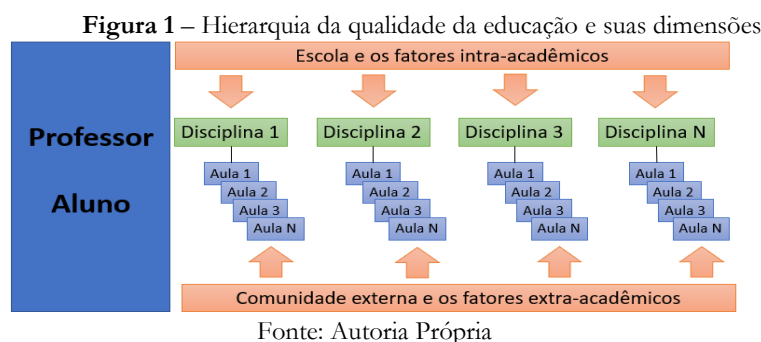 Figura 1 – Hierarquia da qualidade da educação e suas dimensões
Escola e os fatores intra-acadêmicos
Professor
Aluno
Disciplina 1
Aula 1
Aula 2
Aula 3
Aula N
Disciplina 2
Aula 1
Aula 2
Aula 3
Aula N
Disciplina 3
Aula 1
Aula 2
Aula 3
Aula N
Disciplina N
Aula 1
Aula 2
Aula 3
Aula N
Comunidade externa e os fatores extra-acadêmicos
Fonte: Autoria Própria